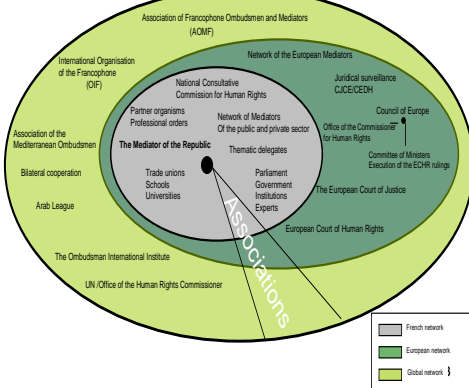 Association of Francophone Ombudsmen and Mediators
(AOMF)
Network of the European Mediators
International Organisation
of the Francophone
(OIF)
National Consultative
Commission for Human Rights
Juridical surveillance
CJCE/CEDH
Partner organisms
Professional orders
Network of Mediators
Of the public and private sector
Council of Europe
Office of the Commissioner
for Human Rights
Association of the
Mediterranean Ombudsmen
The Mediator of the Republic
Thematic delegates
Committee of Ministers
Execution of the ECHR rulings
Bilateral cooperation
Trade unions
Schools
Universities
Parliament
Government
Institutions
Experts
The European Court of Justice
Arab League
Associations
European Court of Human Rights
The Ombudsman International Institute
UN /Office of the Human Rights Commissioner
French network
European network
Global network